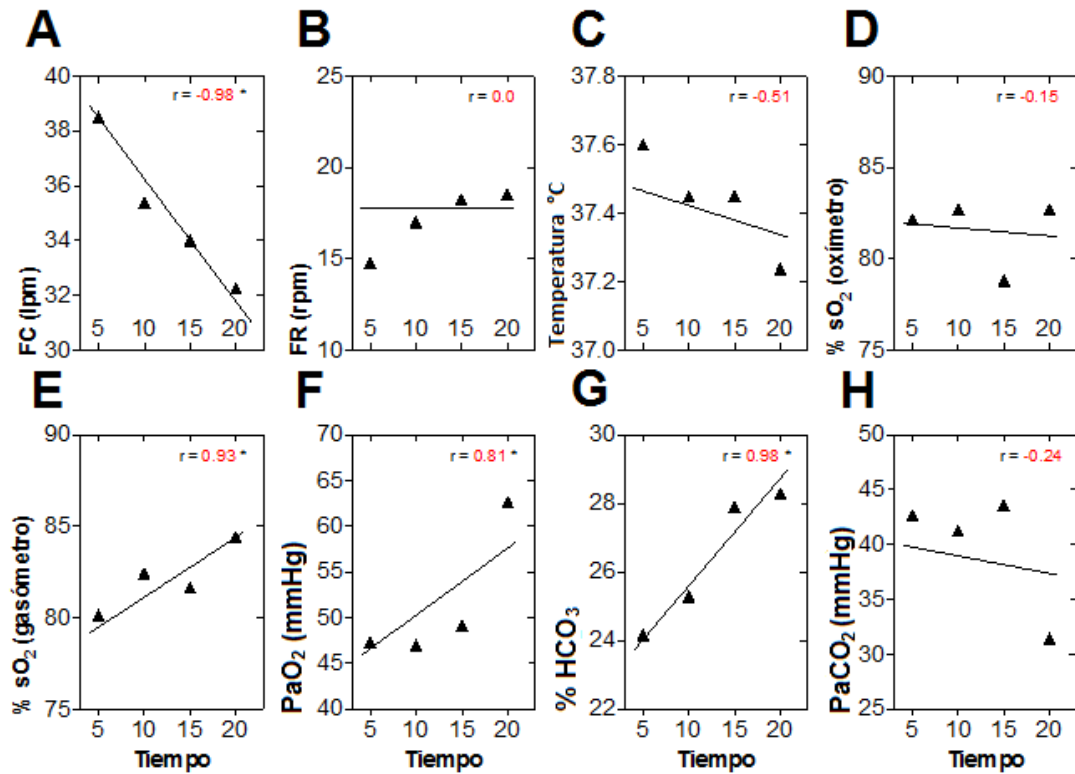 A
B
C
D
r = -0.98 *
r = 0.0
r = -0.51
r = -0.15
FC (lpm)
40
38
36
34
32
30
5 10 15 20
FR (rpm)
25
20
15
10
5 10 15 20
Temperatura °C
37.8
37.6
37.4
37.2
37.0
5 10 15 20
% sO₂ (oxímetro)
90
85
80
75
5 10 15 20
E
F
G
H
r = 0.93 *
r = 0.81 *
r = 0.98 *
r = -0.24
% sO₂ (gasómetro)
90
85
80
75
5 10 15 20
Tiempo
PaO₂ (mmHg)
70
65
60
55
50
45
40
5 10 15 20
Tiempo
% HCO₃
30
28
26
24
22
5 10 15 20
Tiempo
PaCO₂ (mmHg)
50
45
40
35
30
25
5 10 15 20
Tiempo